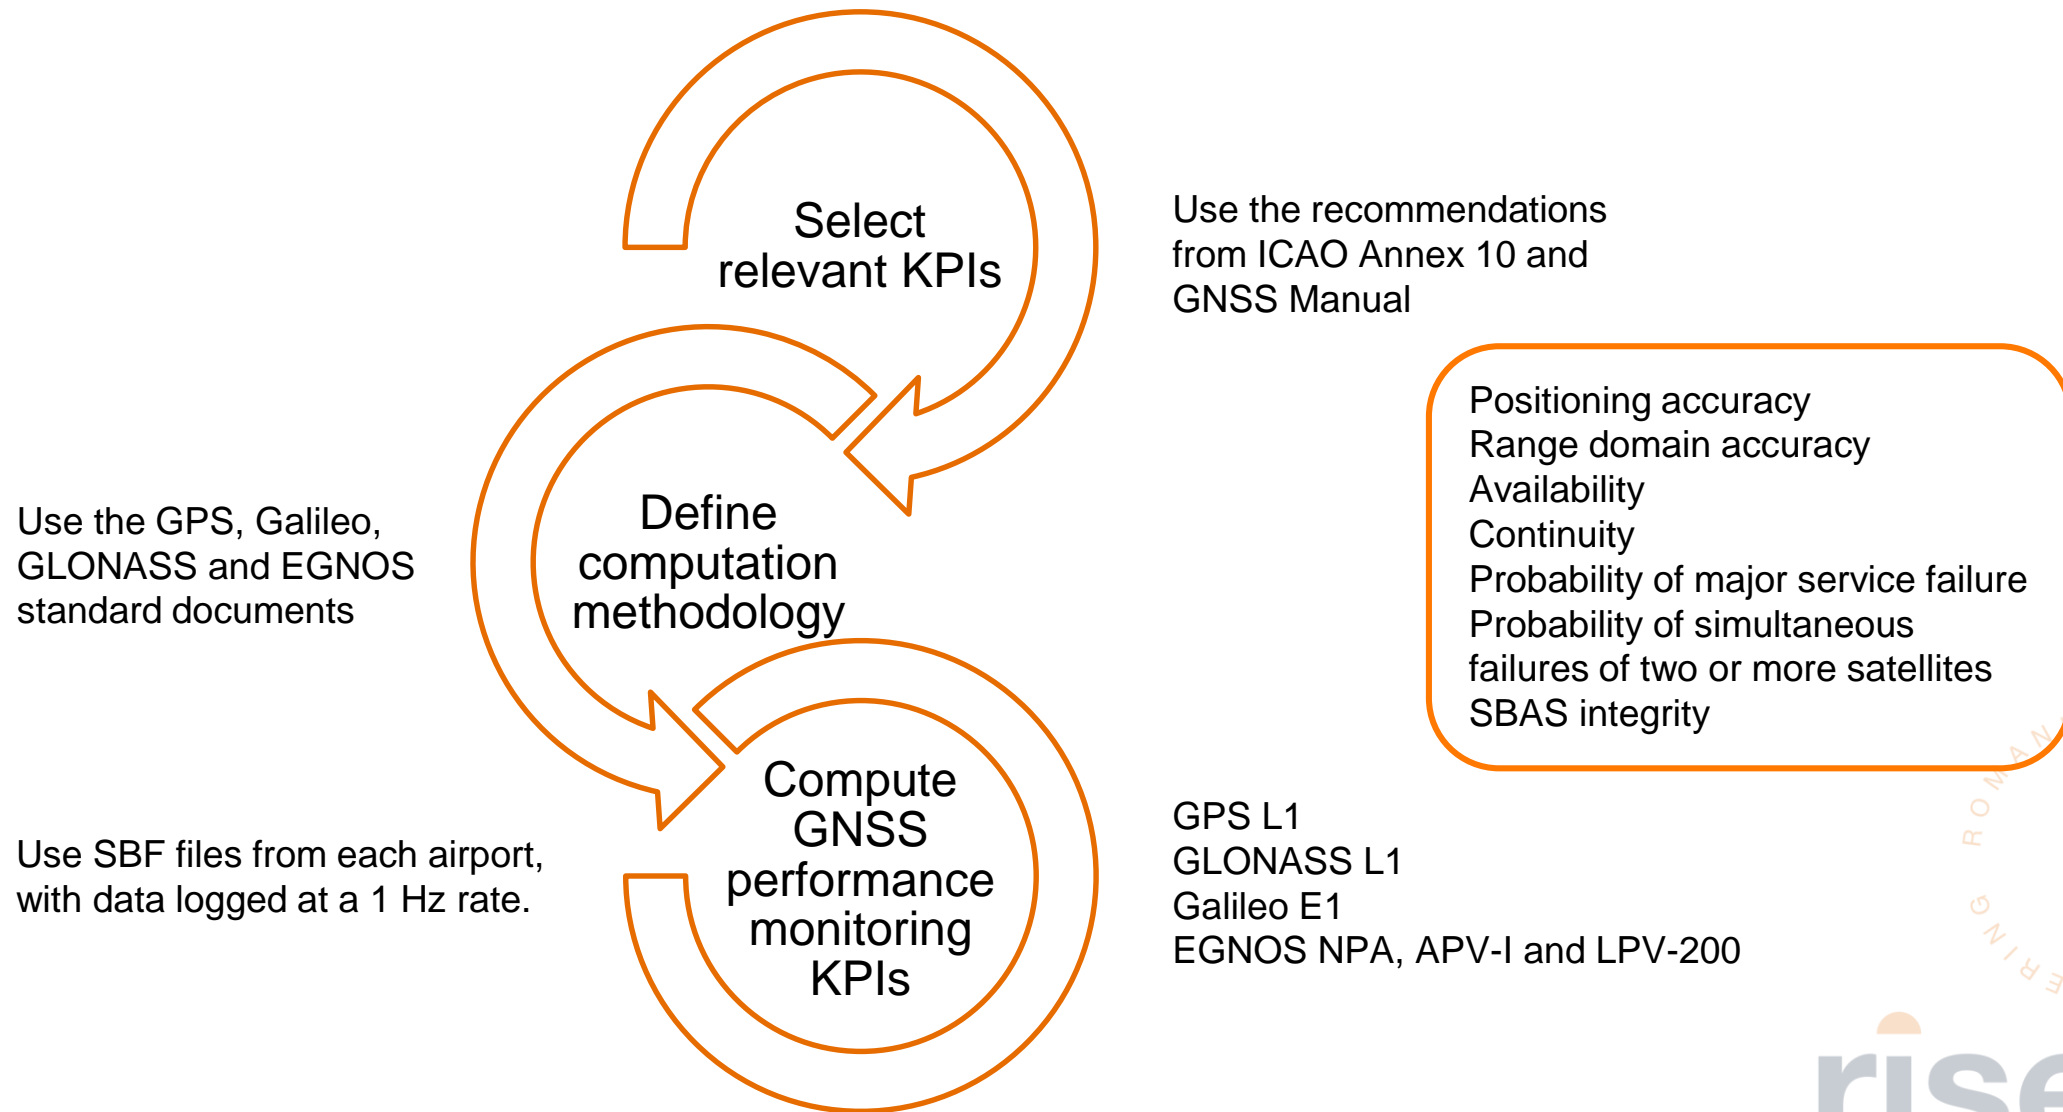 Select
relevant KPIs
Use the recommendations
from ICAO Annex 10 and
GNSS Manual
Positioning accuracy
Range domain accuracy
Availability
Continuity
Probability of major service failure
Probability of simultaneous
failures of two or more satellites
SBAS integrity
Define
computation
methodology
Use the GPS, Galileo,
GLONASS and EGNOS
standard documents
Compute
GNSS
performance
monitoring
KPIs
Use SBF files from each airport,
with data logged at a 1 Hz rate.
GPS L1
GLONASS L1
Galileo E1
EGNOS NPA, APV-I and LPV-200
rise